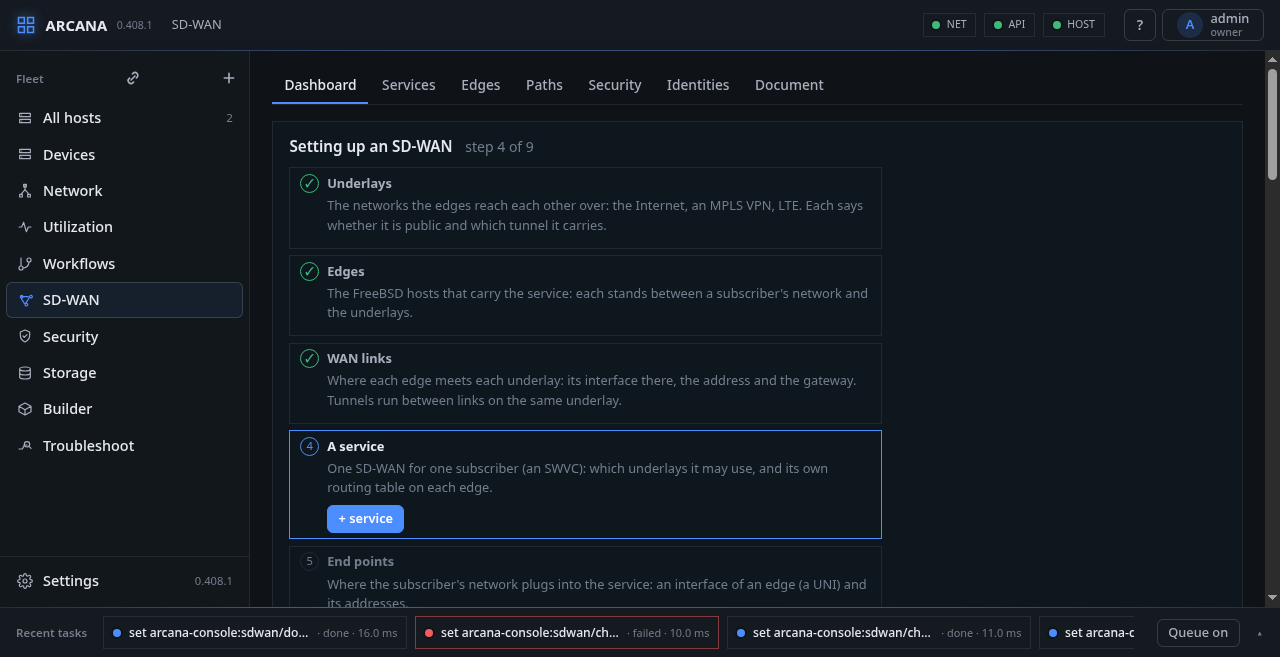 ARCANA 0.408.1 SD-WAN NET API HOST ? A admin
owner
Fleet
All hosts 2
Devices
Network
Utilization
Workflows
SD-WAN
Security
Storage
Builder
Troubleshoot
Settings 0.408.1
Dashboard Services Edges Paths Security Identities Document
Setting up an SD-WAN step 4 of 9
Underlays
The networks the edges reach each other over: the Internet, an MPLS VPN, LTE. Each says
whether it is public and which tunnel it carries.
Edges
The FreeBSD hosts that carry the service: each stands between a subscriber's network and
the underlays.
WAN links
Where each edge meets each underlay: its interface there, the address and the gateway.
Tunnels run between links on the same underlay.
4 A service
One SD-WAN for one subscriber (an SWVC): which underlays it may use, and its own
routing table on each edge.
+ service
5 End points
Where the subscriber's network plugs into the service: an interface of an edge (a UNI) and
its addresses.
Recent tasks set arcana-console:sdwan/do... · done · 16.0 ms set arcana-console:sdwan/ch... · failed · 10.0 ms set arcana-console:sdwan/ch... · done · 11.0 ms set arcana-c Queue on